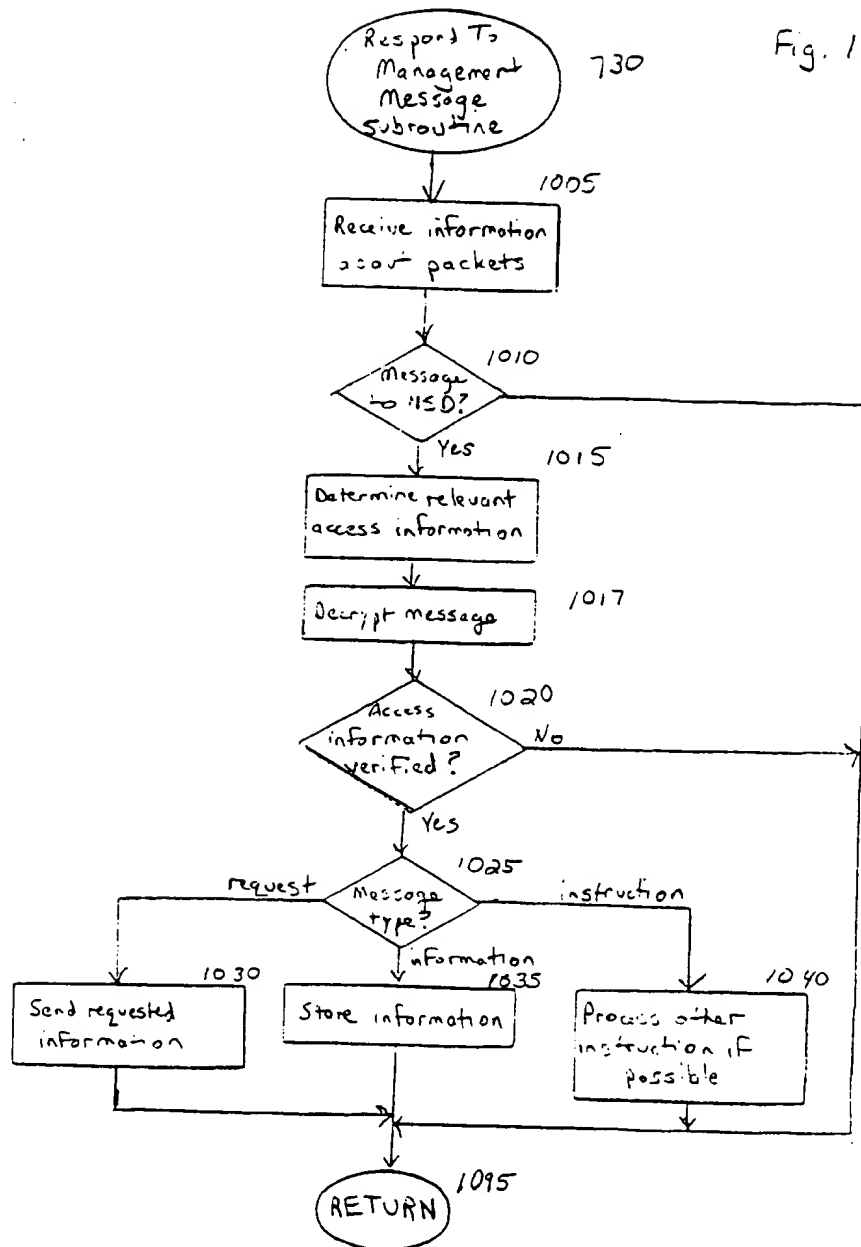 Respond To
Management
Message
Subroutine
730
Fig. 1
1005
Receive information
about packets
1010
Message
to NSD?
Yes
1015
Determine relevant
access information
1017
Decrypt message
1020
Access
information
verified?
No
Yes
1025
Message
type?
request
instruction
information
1030
Send requested
information
1035
Store information
1040
Process other
instruction if
possible
1095
RETURN